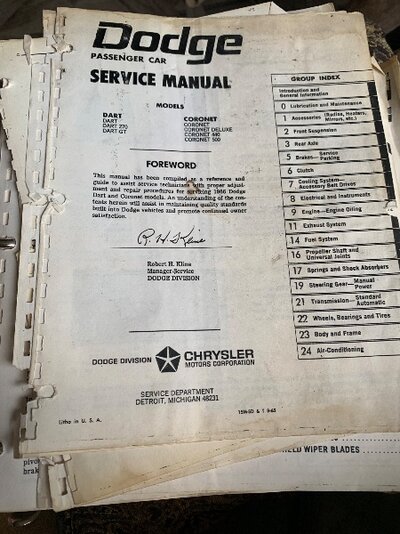 Dodge
PASSENGER CAR
SERVICE MANUAL
MODELS
DART
DART
DART 270
DART GT
CORONET
CORONET
CORONET DELUXE
CORONET 440
CORONET 500
FOREWORD
This manual has been compiled as a reference and
guide to assist service technicians with proper adjust-
ment and repair procedures for servicing 1966 Dodge
Dart and Coronet models. An understanding of the con-
tents herein will assist in maintaining quality standards
built into Dodge vehicles and promote continued owner
satisfaction.
R. H. Kline
Robert H. Kline
Manager-Service
DODGE DIVISION
DODGE DIVISION
CHRYSLER
MOTORS CORPORATION
SERVICE DEPARTMENT
DETROIT, MICHIGAN 48231
Litho in U. S. A.
GROUP INDEX
Introduction and
General Information
0 Lubrication and Maintenance
1 Accessories (Radios, Heaters,
Mirrors, etc.)
2 Front Suspension
3 Rear Axle
5 Brakes—Service
Parking
6 Clutch
7 Cooling System—
Accessory Belt Drives
8 Electrical and Instruments
9 Engine—Engine Oiling
11 Exhaust System
14 Fuel System
16 Propeller Shaft and
Universal Joints
17 Springs and Shock Absorbers
19 Steering Gear—Manual
Power
21 Transmission—Standard
Automatic
22 Wheels, Bearings and Tires
23 Body and Frame
24 Air-Conditioning
WIPER BLADES